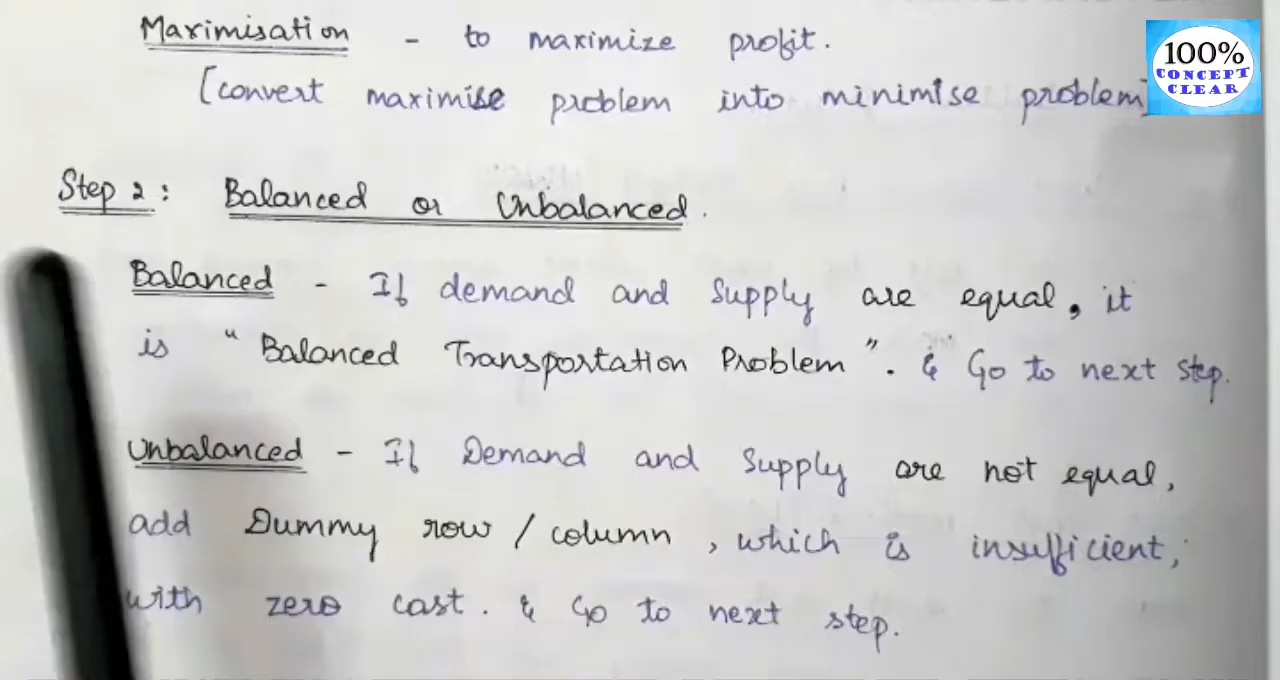 Maximisation - to maximize profit.
[convert maximise problem into minimise problem]
100%
CONCEPT
CLEAR
Step 2: Balanced or Unbalanced.
Balanced - If demand and supply are equal, it
is "Balanced Transportation Problem". & Go to next step.
Unbalanced - If Demand and supply are not equal,
add Dummy row / column, which is insufficient,
with zero cast. & Go to next step.